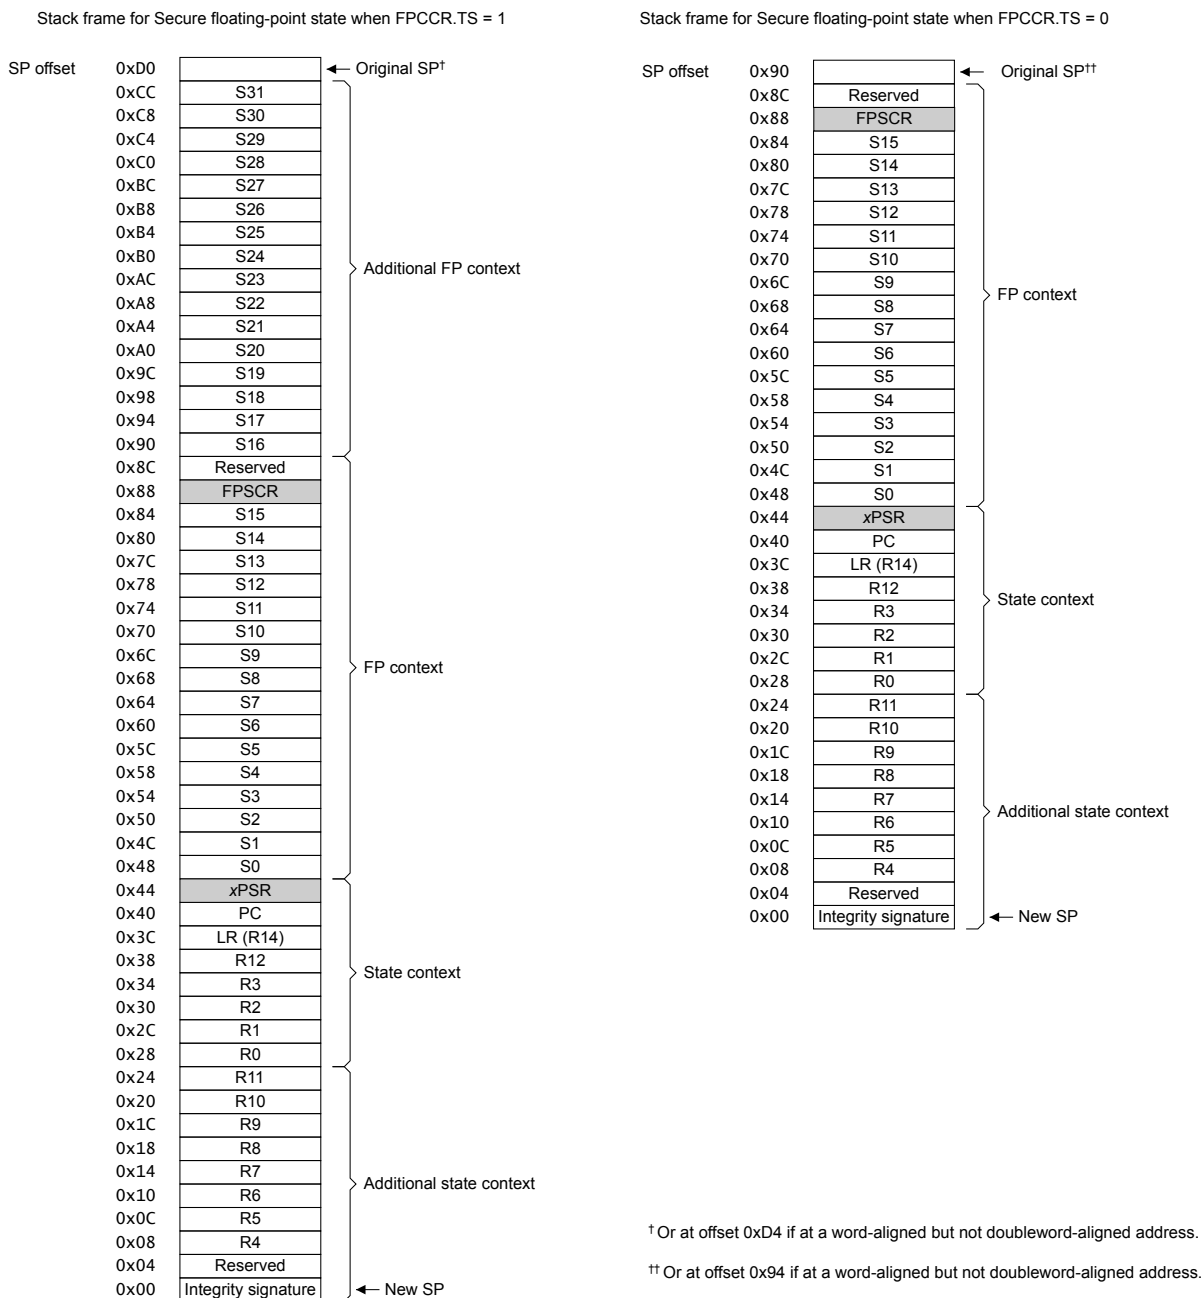 Stack frame for Secure floating-point state when FPCCR.TS = 1
SP offset 0xD0 Original SP†
0xCC S31
0xC8 S30
0xC4 S29
0xC0 S28
0xBC S27
0xB8 S26
0xB4 S25
0xB0 S24
0xAC S23
Additional FP context
0xA8 S22
0xA4 S21
0xA0 S20
0x9C S19
0x98 S18
0x94 S17
0x90 S16
0x8C Reserved
0x88 FPSCR
0x84 S15
0x80 S14
0x7C S13
0x78 S12
0x74 S11
0x70 S10
0x6C S9
FP context
0x68 S8
0x64 S7
0x60 S6
0x5C S5
0x58 S4
0x54 S3
0x50 S2
0x4C S1
0x48 S0
0x44 xPSR
0x40 PC
0x3C LR (R14)
0x38 R12
State context
0x34 R3
0x30 R2
0x2C R1
0x28 R0
0x24 R11
0x20 R10
0x1C R9
0x18 R8
0x14 R7
Additional state context
0x10 R6
0x0C R5
0x08 R4
0x04 Reserved
0x00 Integrity signature New SP
Stack frame for Secure floating-point state when FPCCR.TS = 0
SP offset 0x90 Original SP††
0x8C Reserved
0x88 FPSCR
0x84 S15
0x80 S14
0x7C S13
0x78 S12
0x74 S11
0x70 S10
0x6C S9
FP context
0x68 S8
0x64 S7
0x60 S6
0x5C S5
0x58 S4
0x54 S3
0x50 S2
0x4C S1
0x48 S0
0x44 xPSR
0x40 PC
0x3C LR (R14)
0x38 R12
State context
0x34 R3
0x30 R2
0x2C R1
0x28 R0
0x24 R11
0x20 R10
0x1C R9
0x18 R8
0x14 R7
Additional state context
0x10 R6
0x0C R5
0x08 R4
0x04 Reserved
0x00 Integrity signature New SP
† Or at offset 0xD4 if at a word-aligned but not doubleword-aligned address.
†† Or at offset 0x94 if at a word-aligned but not doubleword-aligned address.